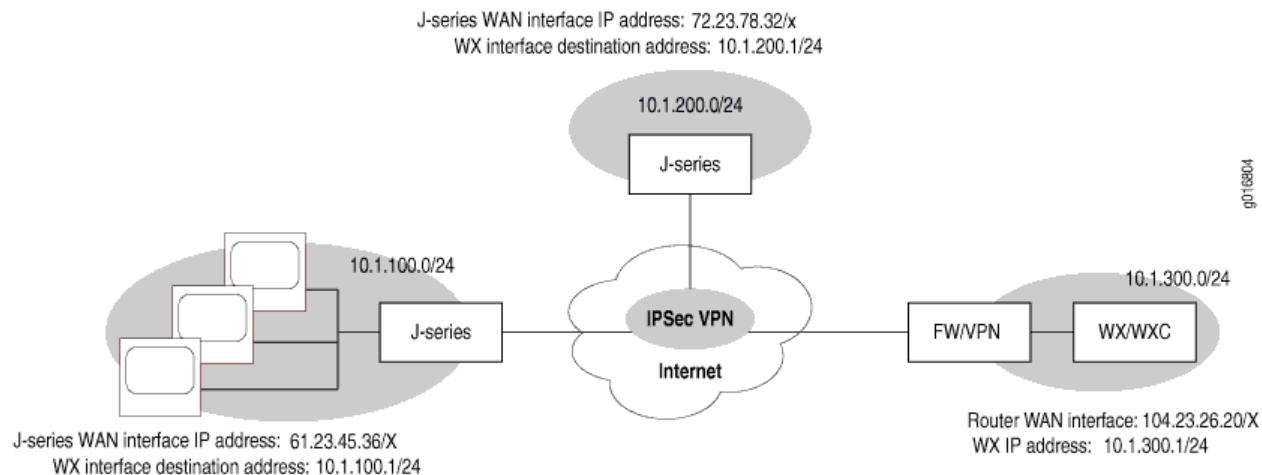 J-series WAN interface IP address: 72.23.78.32/x
WX interface destination address: 10.1.200.1/24
10.1.200.0/24
J-series
g016804
10.1.100.0/24
J-series
IPSec VPN
Internet
10.1.300.0/24
FW/VPN
WX/WXC
Router WAN interface: 104.23.26.20/X
WX IP address: 10.1.300.1/24
J-series WAN interface IP address: 61.23.45.36/X
WX interface destination address: 10.1.100.1/24